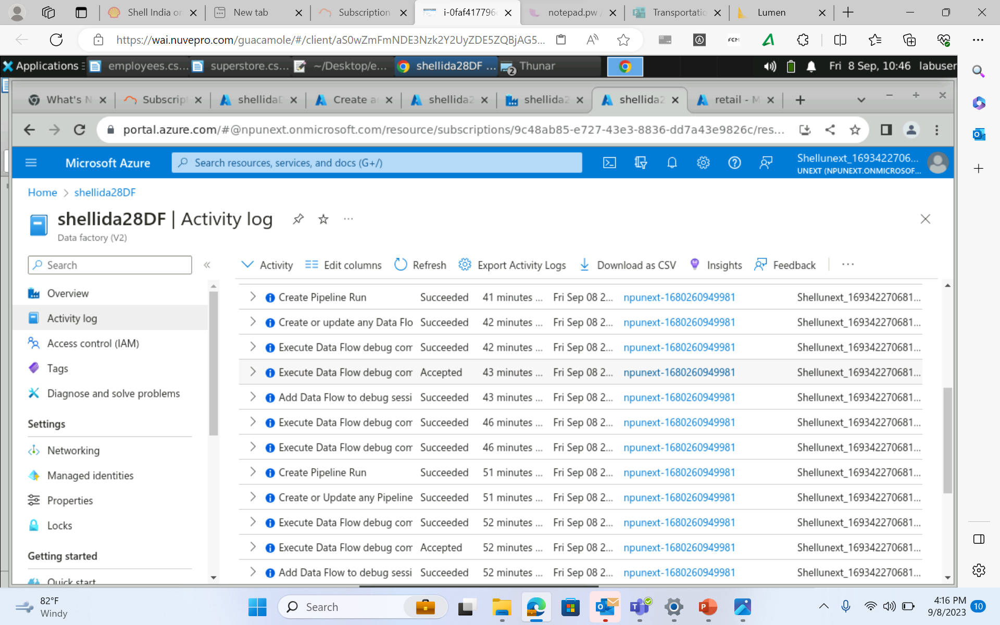 Shell India or
New tab
Subscription
i-0faf417796
notepad.pw /
Transportatio
Lumen
https://wai.nuvepro.com/guacamole/#/client/aS0wZmFmNDE3Nzk2Y2UyZDE5ZQBjAG5...
FCM
Applications
employees.cs...
superstore.cs...
~/Desktop/e...
shellida28DF ...
2
Thunar
Fri 8 Sep, 10:46
labuser
What's N
Subscript
shellidaD
Create an
shellida2
shellida2
shellida2
retail - M
portal.azure.com/#@npunext.onmicrosoft.com/resource/subscriptions/9c48ab85-e727-43e3-8836-dd7a43e9826c/res...
Microsoft Azure
Search resources, services, and docs (G+/)
Shellunext_1693422706...
UNEXT (NPUNEXT.ONMICROSOF...
Home > shellida28DF
shellida28DF | Activity log
Data factory (V2)
Search
Overview
Activity log
Access control (IAM)
Tags
Diagnose and solve problems
Settings
Networking
Managed identities
Properties
Locks
Getting started
Quick start
Activity
Edit columns
Refresh
Export Activity Logs
Download as CSV
Insights
Feedback
Create Pipeline Run Succeeded 41 minutes ... Fri Sep 08 2... npunext-1680260949981 Shellunext_169342270681...
Create or update any Data Flo Succeeded 42 minutes ... Fri Sep 08 2... npunext-1680260949981 Shellunext_169342270681...
Execute Data Flow debug com Succeeded 42 minutes ... Fri Sep 08 2... npunext-1680260949981 Shellunext_169342270681...
Execute Data Flow debug com Accepted 43 minutes ... Fri Sep 08 2... npunext-1680260949981 Shellunext_169342270681...
Add Data Flow to debug sessi Succeeded 43 minutes ... Fri Sep 08 2... npunext-1680260949981 Shellunext_169342270681...
Execute Data Flow debug com Succeeded 46 minutes ... Fri Sep 08 2... npunext-1680260949981 Shellunext_169342270681...
Execute Data Flow debug com Succeeded 46 minutes ... Fri Sep 08 2... npunext-1680260949981 Shellunext_169342270681...
Create Pipeline Run Succeeded 51 minutes ... Fri Sep 08 2... npunext-1680260949981 Shellunext_169342270681...
Create or Update any Pipeline Succeeded 51 minutes ... Fri Sep 08 2... npunext-1680260949981 Shellunext_169342270681...
Execute Data Flow debug com Succeeded 52 minutes ... Fri Sep 08 2... npunext-1680260949981 Shellunext_169342270681...
Execute Data Flow debug com Accepted 52 minutes ... Fri Sep 08 2... npunext-1680260949981 Shellunext_169342270681...
Add Data Flow to debug sessi Succeeded 52 minutes ... Fri Sep 08 2... npunext-1680260949981 Shellunext_169342270681...
82°F
Windy
Search
4:16 PM
9/8/2023
10